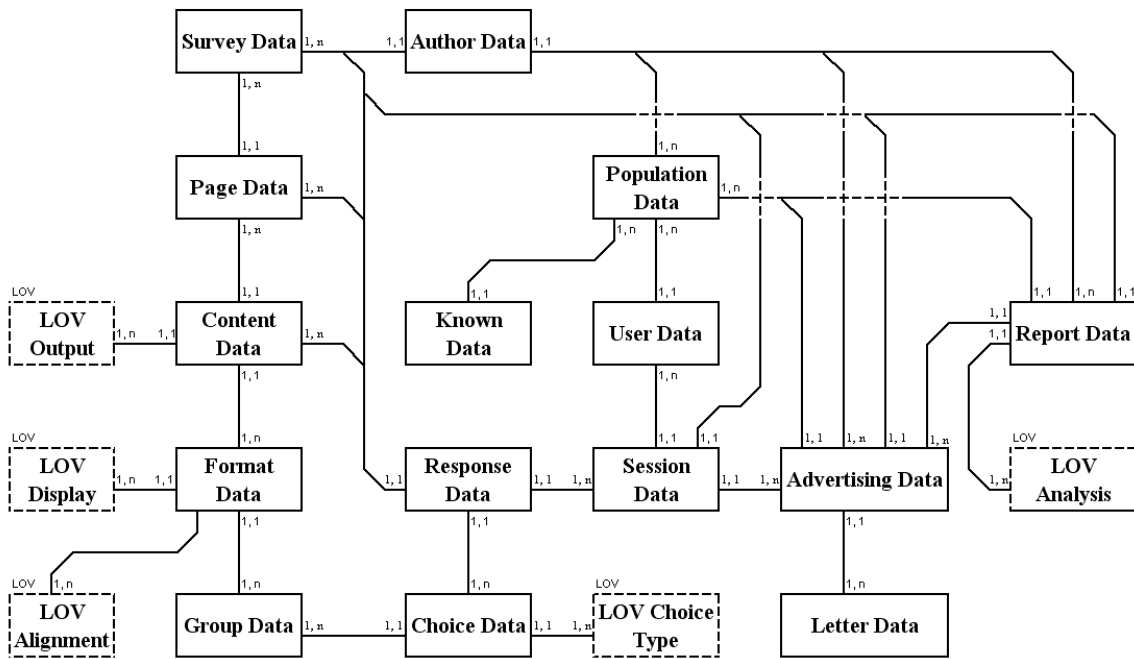 Survey Data
1, n
1,1
Author Data
1,1
1, n
1,1
Page Data
1, n
1,n
Population
Data
1, n
1, n
1, n
1, n
LOV
LOV
Output
1, n
1,1
1,1
Content
Data
1, n
1,1
Known
Data
1,1
User Data
1,1
1,n
1,1
1,1
1,1
Report Data
1,1
1, n
LOV
LOV
Display
1, n
1,1
1, n
Format
Data
1,1
Response
Data
1,1
1, n
1,1
1,1
Session
Data
1,1
1, n
1,1
1,n
1,1
1,n
Advertising Data
LOV
1,n
LOV
Analysis
1,1
1,1
1,1
LOV
1, n
LOV
Alignment
1, n
Group Data
1, n
1,1
Choice Data
1,1
1, n
LOV
LOV Choice
Type
1, n
Letter Data